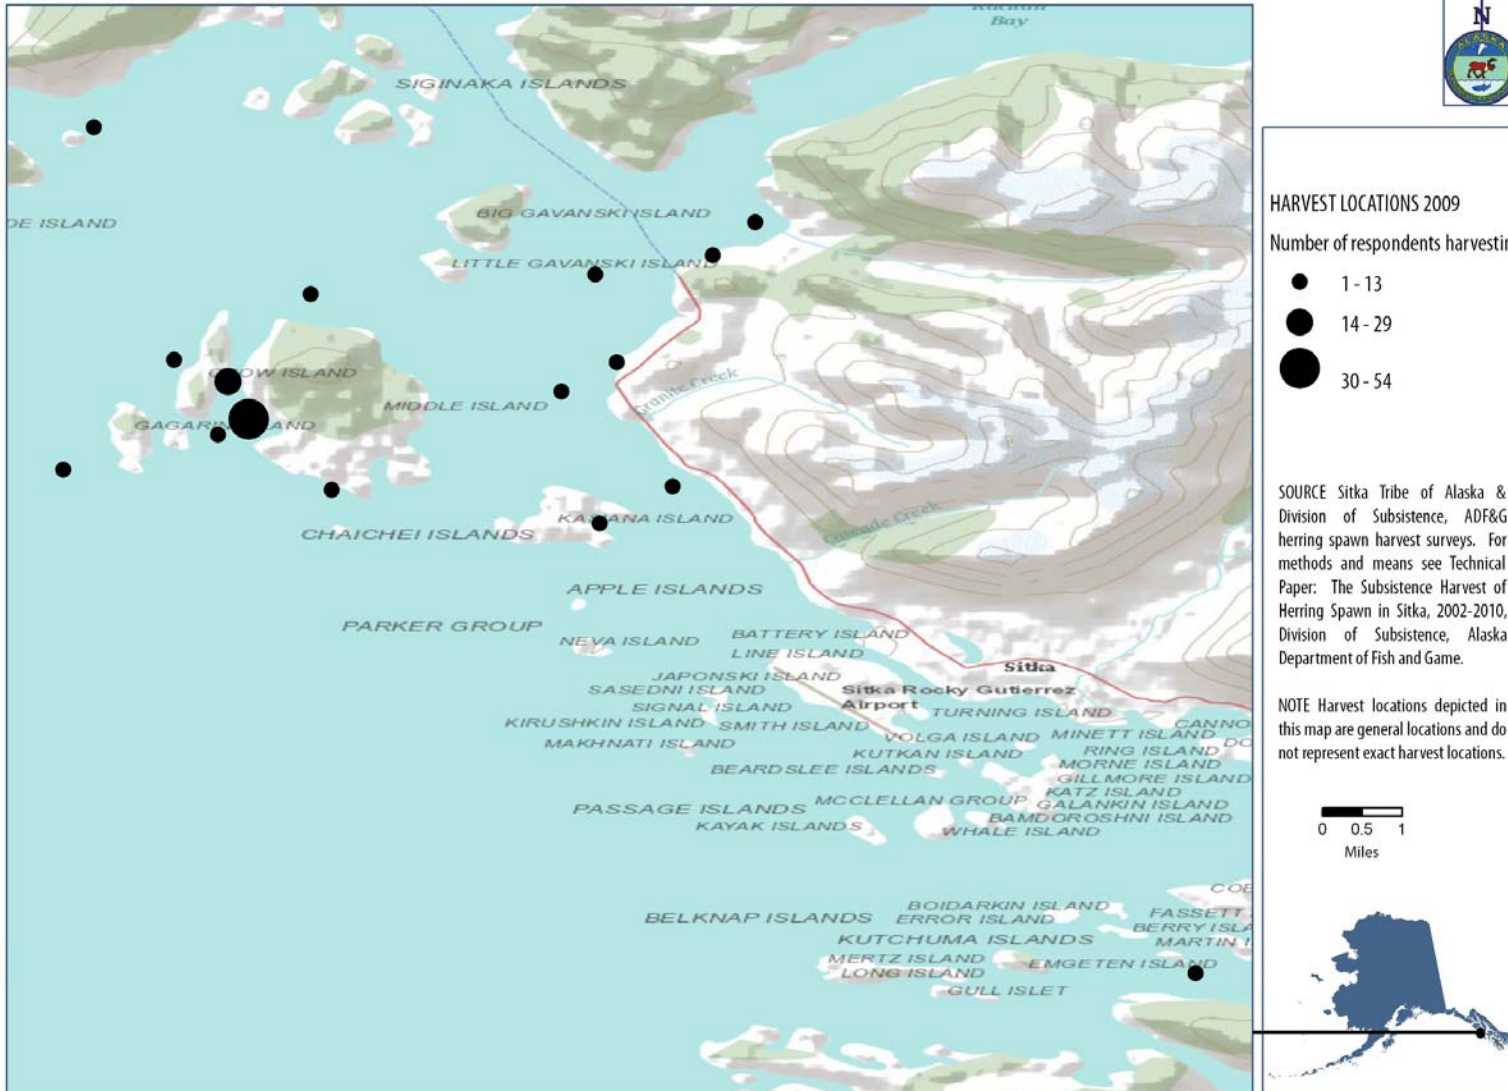 Bay
SIGINAKA ISLANDS
BIG GAVANSKI ISLAND
DE ISLAND
LITTLE GAVANSKI ISLAND
CROW ISLAND
MIDDLE ISLAND
GAGARIN ISLAND
Granite Creek
KASIANA ISLAND
CHAICHEI ISLANDS
Cascade Creek
APPLE ISLANDS
PARKER GROUP
NEVA ISLAND
BATTERY ISLAND
LINE ISLAND
Sitka
JAPONSKI ISLAND
SASEDNI ISLAND
Sitka Rocky Gutierrez
Airport
SIGNAL ISLAND
TURNING ISLAND
KIRUSHKIN ISLAND
SMITH ISLAND
CANNO
VOLGA ISLAND
MINETT ISLAND
MAKHNATI ISLAND
DO
KUTKAN ISLAND
RING ISLAND
BEARDSLEE ISLANDS
MORNE ISLAND
GILLMORE ISLAND
KATZ ISLAND
PASSAGE ISLANDS
MCCLELLAN GROUP
GALANKIN ISLAND
BAMDOROSHNI ISLAND
KAYAK ISLANDS
WHALE ISLAND
BOIDARKIN ISLAND
BELKNAP ISLANDS
ERROR ISLAND
FASSETT
BERRY ISLA
KUTCHUMA ISLANDS
MARTIN I
MERTZ ISLAND
EMGETEN ISLAND
LONG ISLAND
GULL ISLET
N
ALASKA
HARVEST LOCATIONS 2009
Number of respondents harvestin
1 - 13
14 - 29
30 - 54
SOURCE Sitka Tribe of Alaska &
Division of Subsistence, ADF&G
herring spawn harvest surveys. For
methods and means see Technical
Paper: The Subsistence Harvest of
Herring Spawn in Sitka, 2002-2010,
Division of Subsistence, Alaska
Department of Fish and Game.
NOTE Harvest locations depicted in
this map are general locations and do
not represent exact harvest locations.
0 0.5 1
Miles